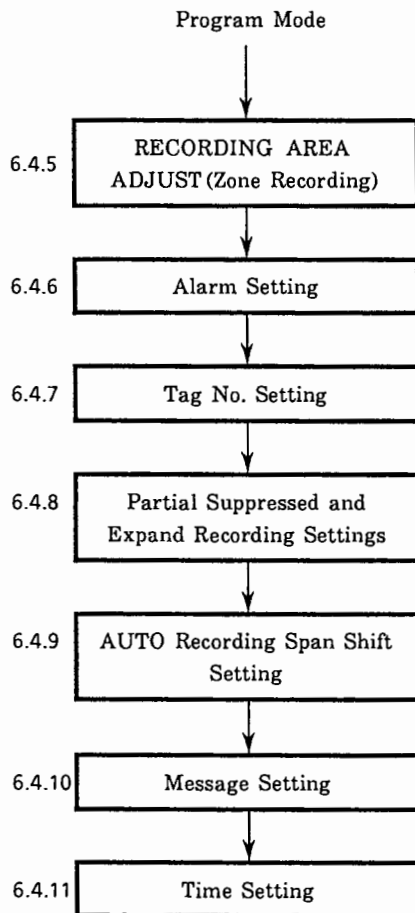 Program Mode
6.4.5
RECORDING AREA
ADJUST (Zone Recording)
6.4.6
Alarm Setting
6.4.7
Tag No. Setting
6.4.8
Partial Suppressed and
Expand Recording Settings
6.4.9
AUTO Recording Span Shift
Setting
6.4.10
Message Setting
6.4.11
Time Setting